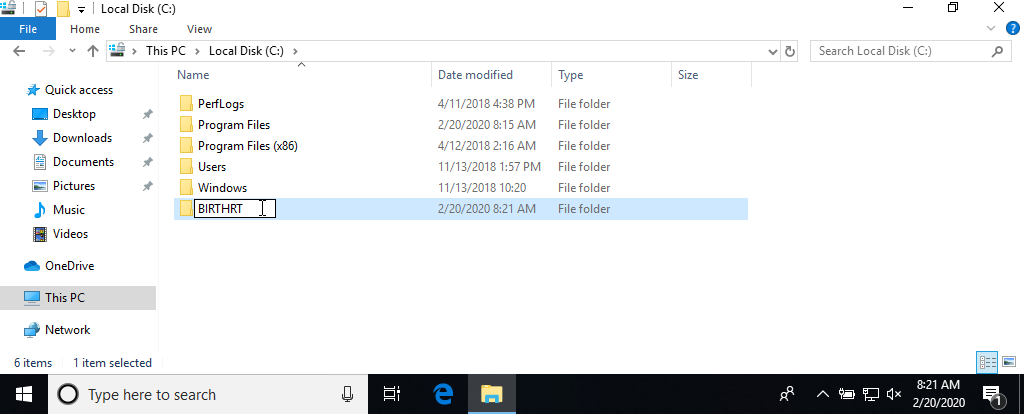 Local Disk (C:)
File Home Share View
This PC Local Disk (C:) Search Local Disk (C:)
Name Date modified Type Size
Quick access
Desktop
Downloads
Documents
Pictures
Music
Videos
OneDrive
This PC
Network
PerfLogs 4/11/2018 4:38 PM File folder
Program Files 2/20/2020 8:15 AM File folder
Program Files (x86) 4/12/2018 2:16 AM File folder
Users 11/13/2018 1:57 PM File folder
Windows 11/13/2018 10:20 File folder
BIRTHRT 2/20/2020 8:21 AM File folder
6 items 1 item selected
Type here to search
8:21 AM
2/20/2020
1